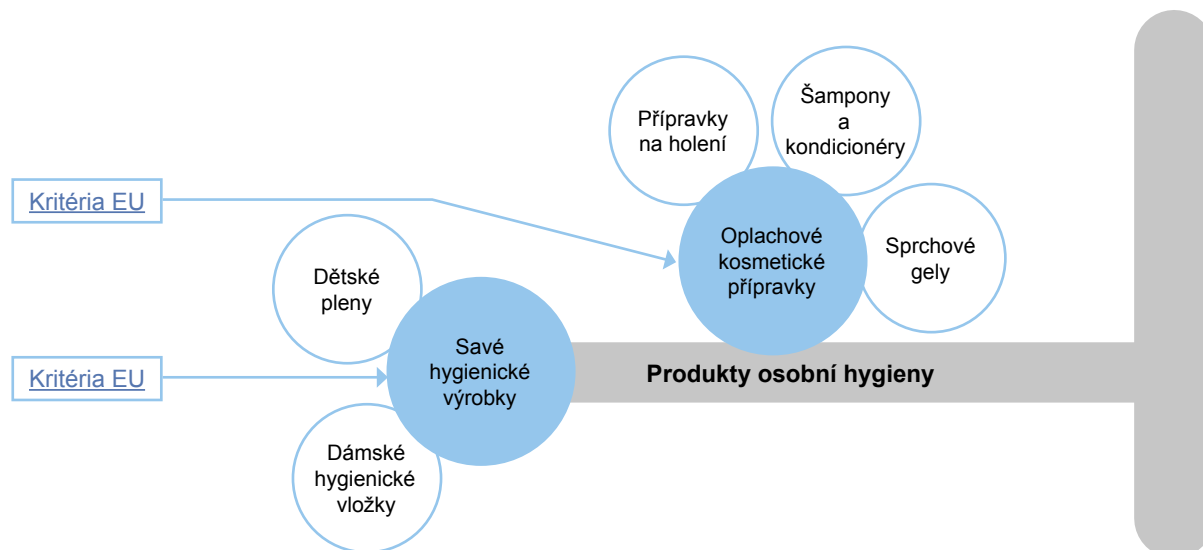 Přípravky
na holení
Šampony
a
kondicionéry
Kritéria EU
Oplachové
kosmetické
přípravky
Sprchové
gely
Dětské
pleny
Kritéria EU
Savé
hygienické
výrobky
Produkty osobní hygieny
Dámské
hygienické
vložky